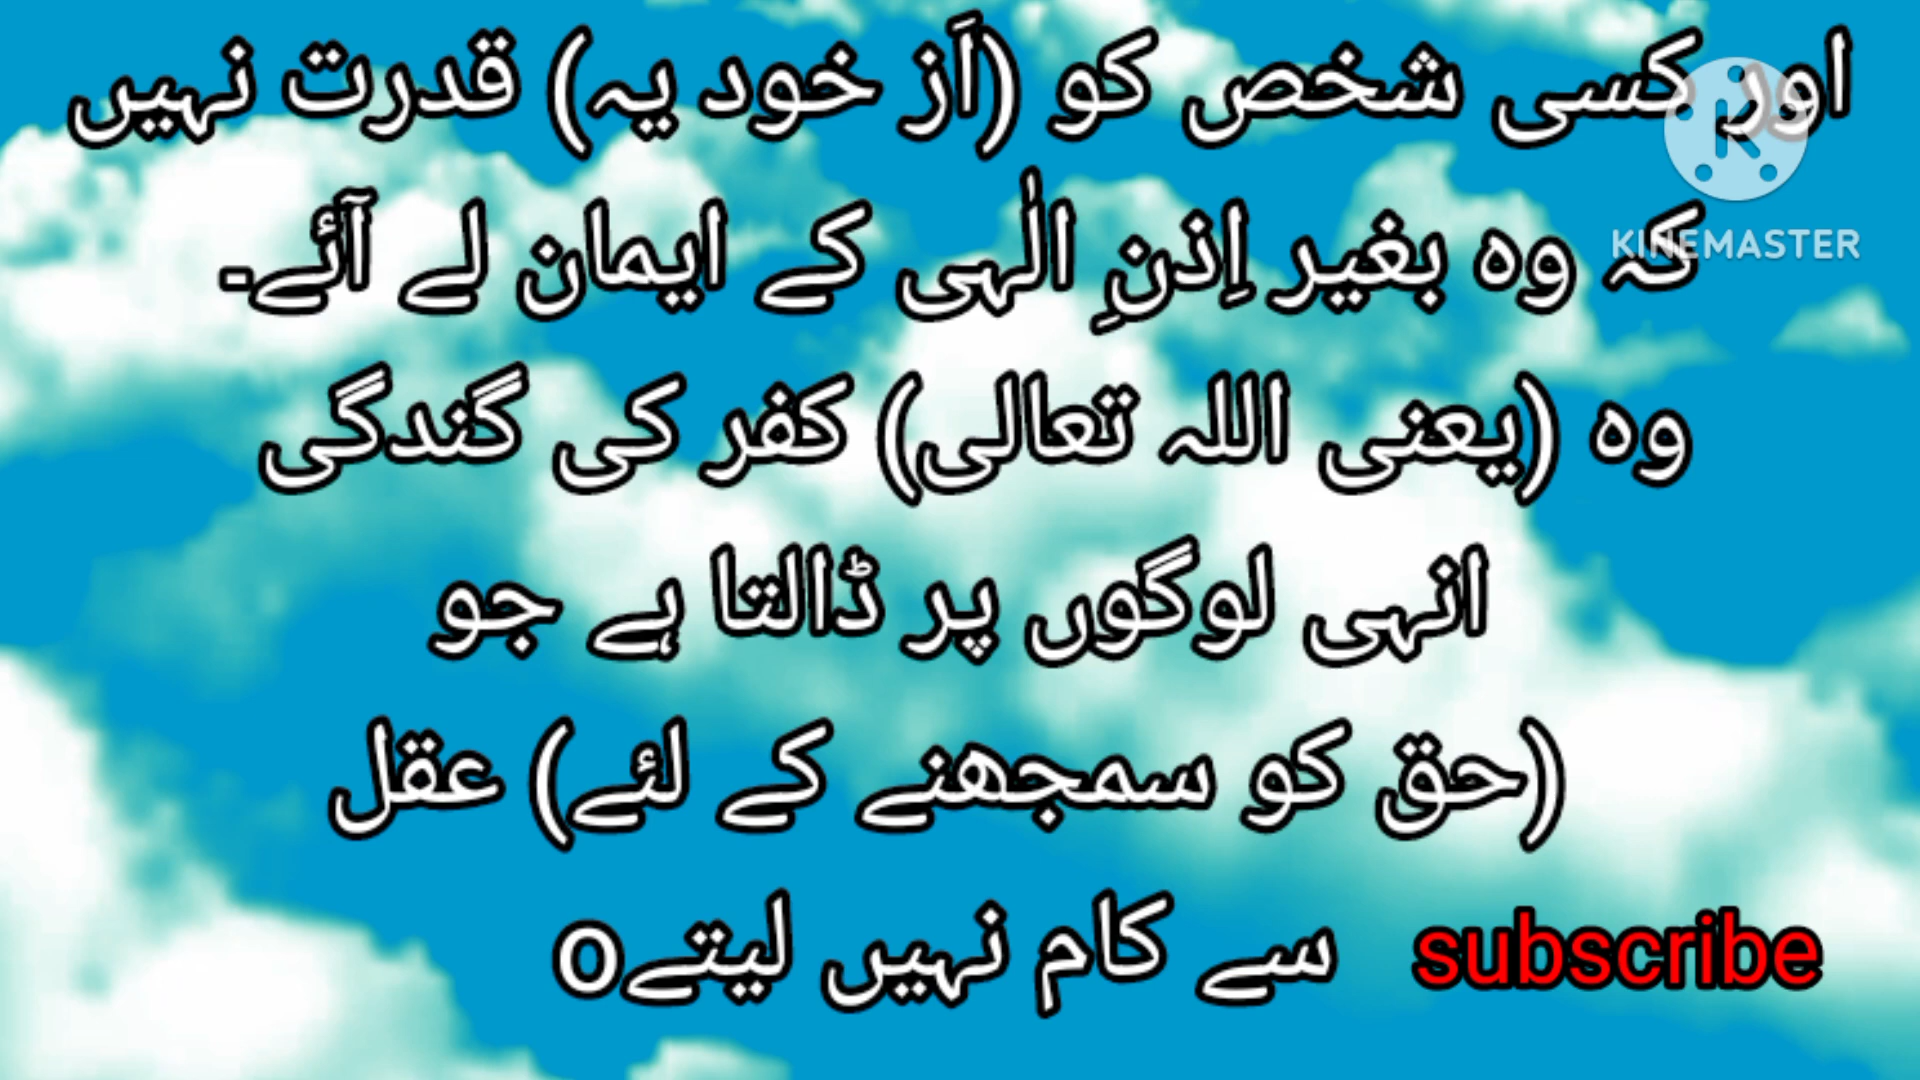 اور کسی شخص کو (اَز خود یہ) قدرت نہیں
کہ وہ بغیر اِذنِ الٰہی کے ایمان لے آئے۔
KINEMASTER
وہ (یعنی اللہ تعالی) کفر کی گندگی
انہی لوگوں پر ڈالتا ہے جو
(حق کو سمجھنے کے لئے) عقل
سے کام نہیں لیتےo
subscribe